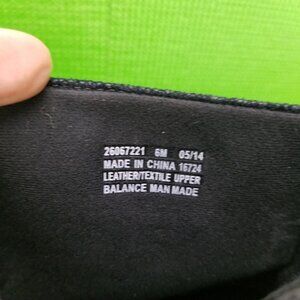 26067221 6M 05/14
MADE IN CHINA 16724
LEATHER/TEXTILE UPPER
BALANCE MAN MADE